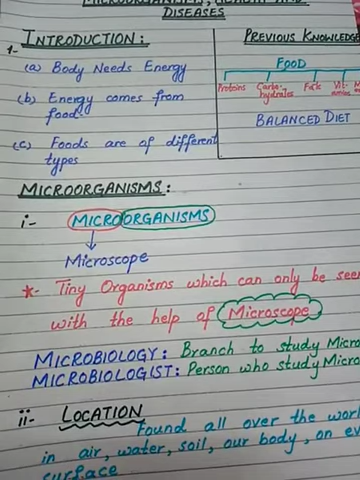 DISEASES
1- INTRODUCTION:
(a) Body Needs Energy
(b) Energy comes from
food.
(c) Foods are of different
types
PREVIOUS KNOWLEDGE
FOOD
Proteins Carbo- Fats Vit-
hydrates
BALANCED DIET
MICROORGANISMS:
i- MICROORGANISMS
Microscope
* Tiny Organisms which can only be seen
with the help of Microscope
MICROBIOLOGY: Branch to study Micro
MICROBIOLOGIST: Person who study Micro
ii- LOCATION
Found all over the
in air, water, soil, our body, on
surface